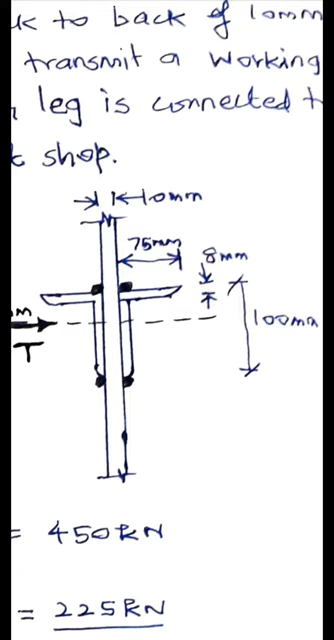 to back of 10mm
transmit a working
leg is connected
shop.
10mm
75mm
8mm
100mm
m
T
= 450KN
= 225KN